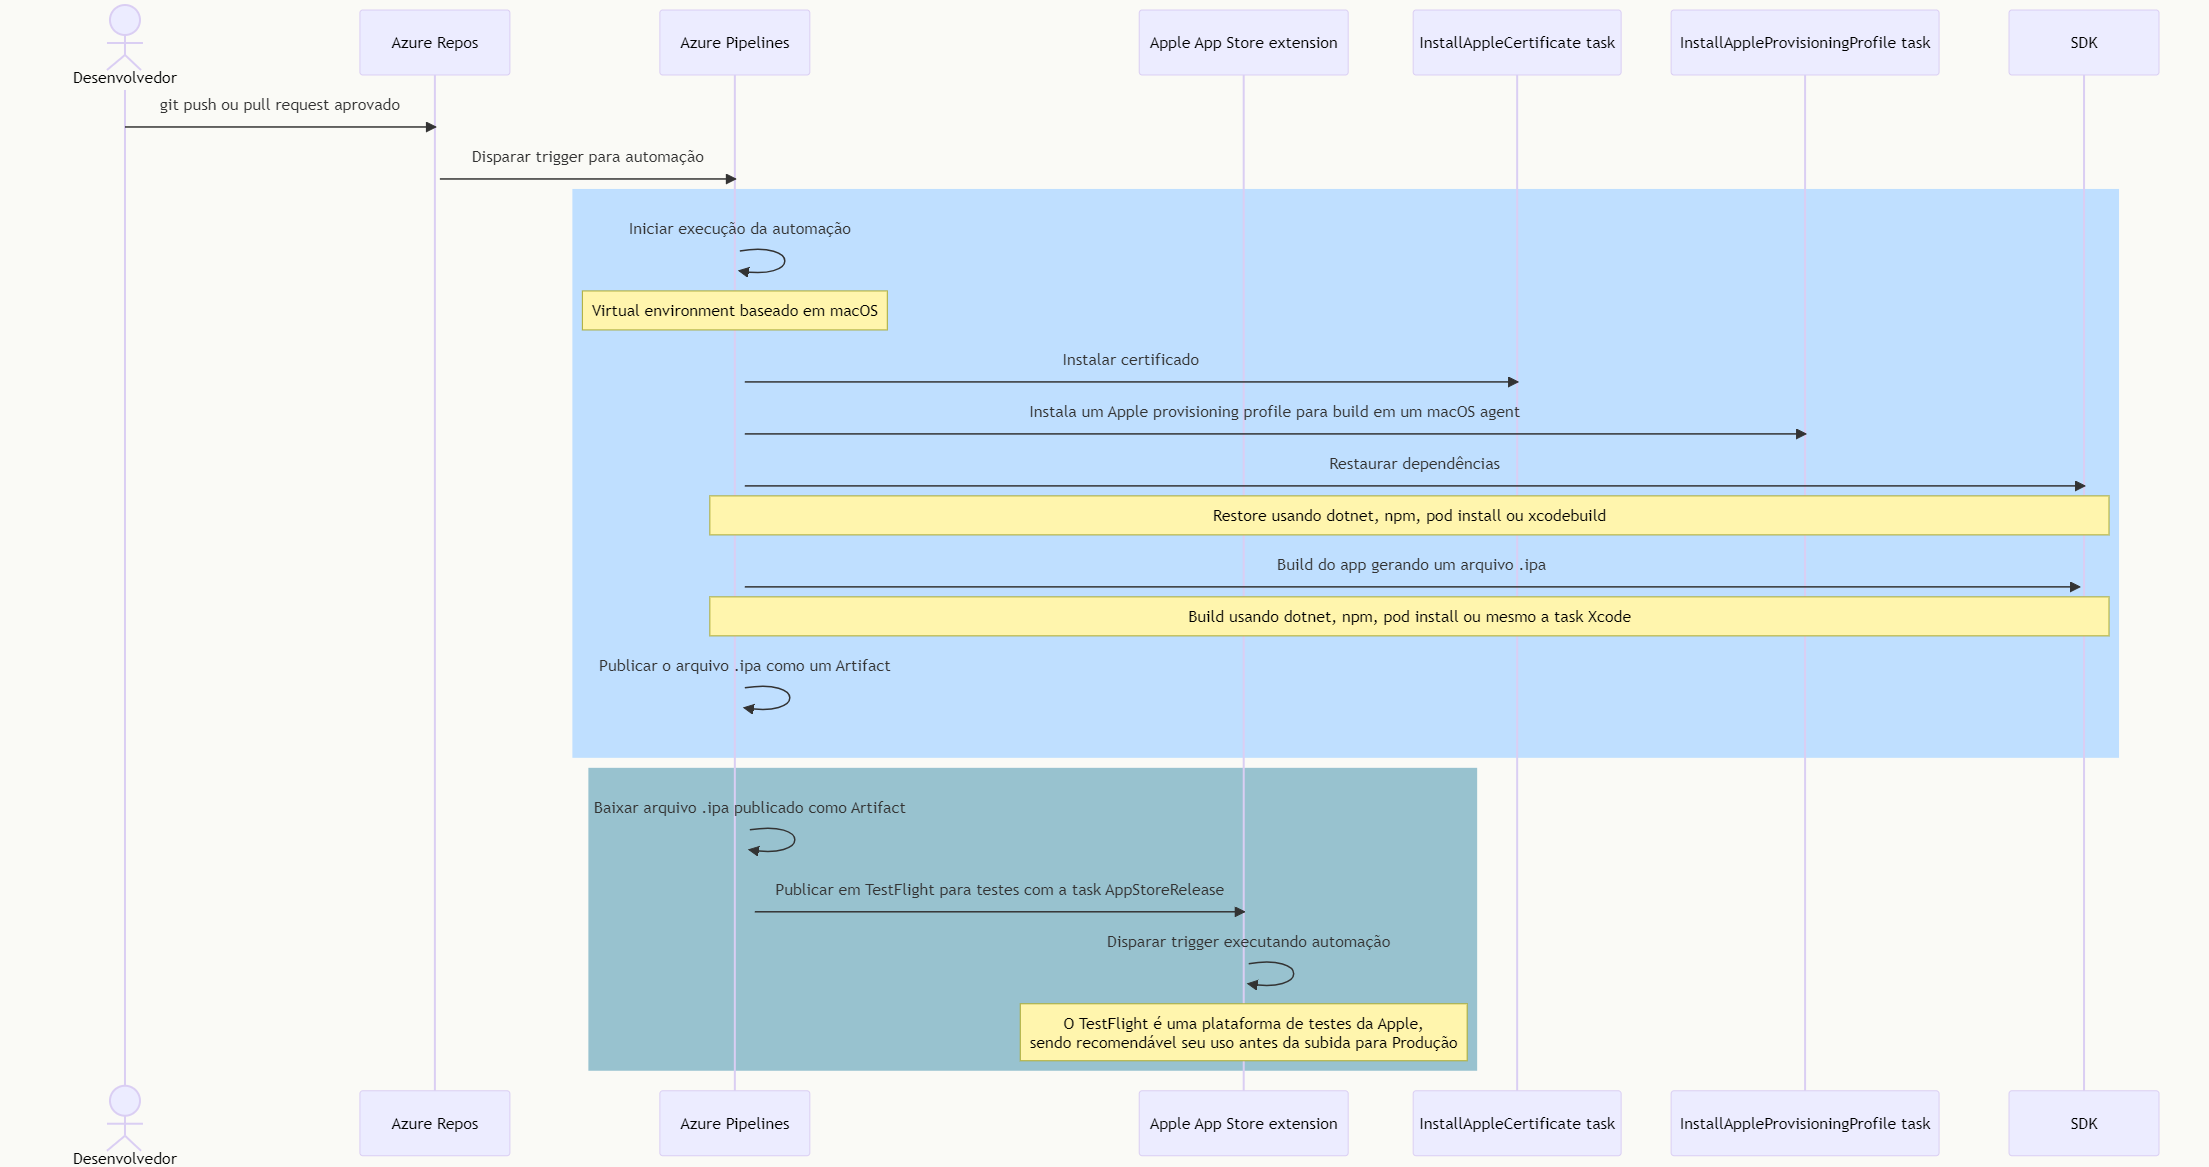 Desenvolvedor
Azure Repos
Azure Pipelines
Apple App Store extension
InstallAppleCertificate task
InstallAppleProvisioningProfile task
SDK
git push ou pull request aprovado
Disparar trigger para automação
Iniciar execução da automação
Virtual environment baseado em macOS
Instalar certificado
Instala um Apple provisioning profile para build em um macOS agent
Restaurar dependências
Restore usando dotnet, npm, pod install ou xcodebuild
Build do app gerando um arquivo .ipa
Build usando dotnet, npm, pod install ou mesmo a task Xcode
Publicar o arquivo .ipa como um Artifact
Baixar arquivo .ipa publicado como Artifact
Publicar em TestFlight para testes com a task AppStoreRelease
Disparar trigger executando automação
O TestFlight é uma plataforma de testes da Apple,
sendo recomendável seu uso antes da subida para Produção
Desenvolvedor
Azure Repos
Azure Pipelines
Apple App Store extension
InstallAppleCertificate task
InstallAppleProvisioningProfile task
SDK